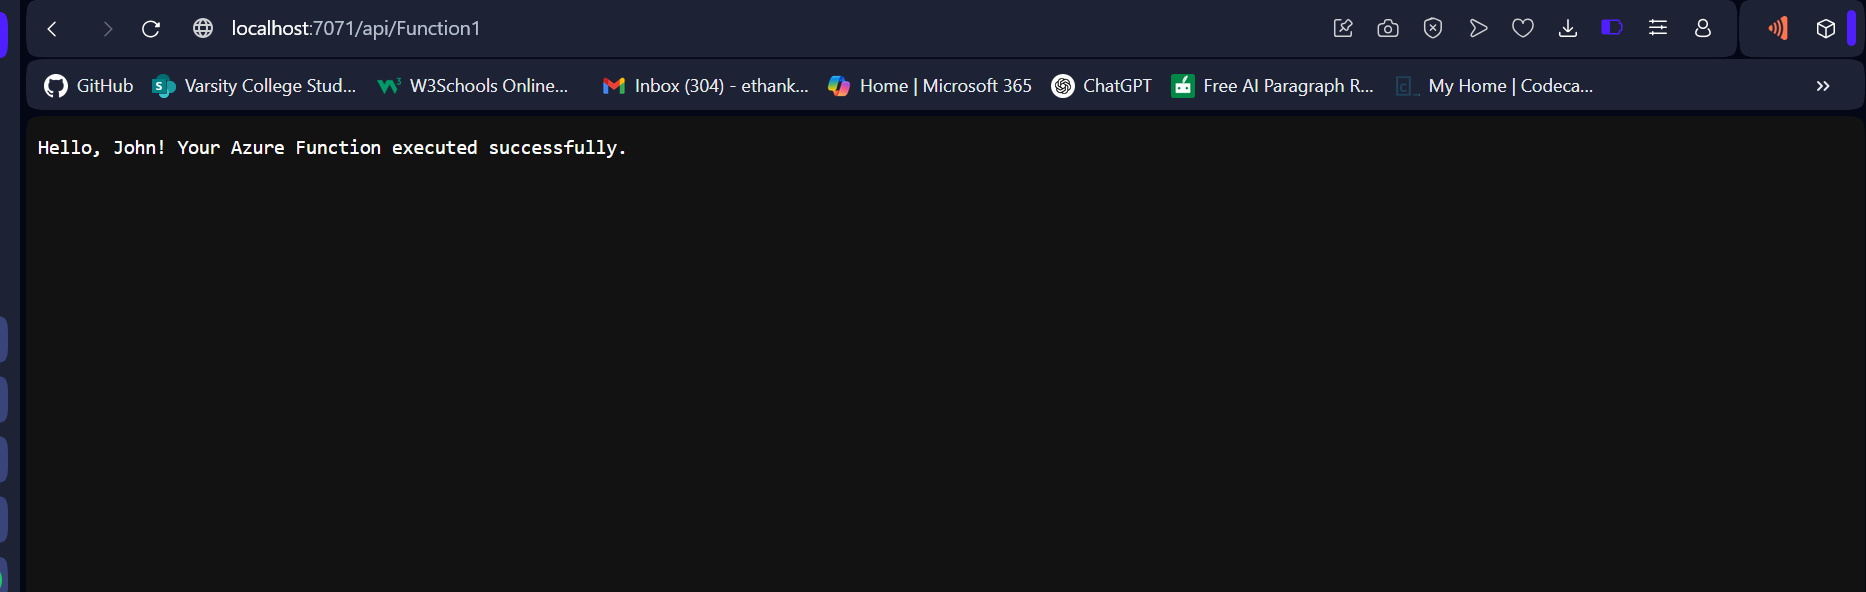 localhost:7071/api/Function1
GitHub Varsity College Stud... W3Schools Online... Inbox (304) - ethank... Home | Microsoft 365 ChatGPT Free AI Paragraph R... My Home | Codeca...
Hello, John! Your Azure Function executed successfully.